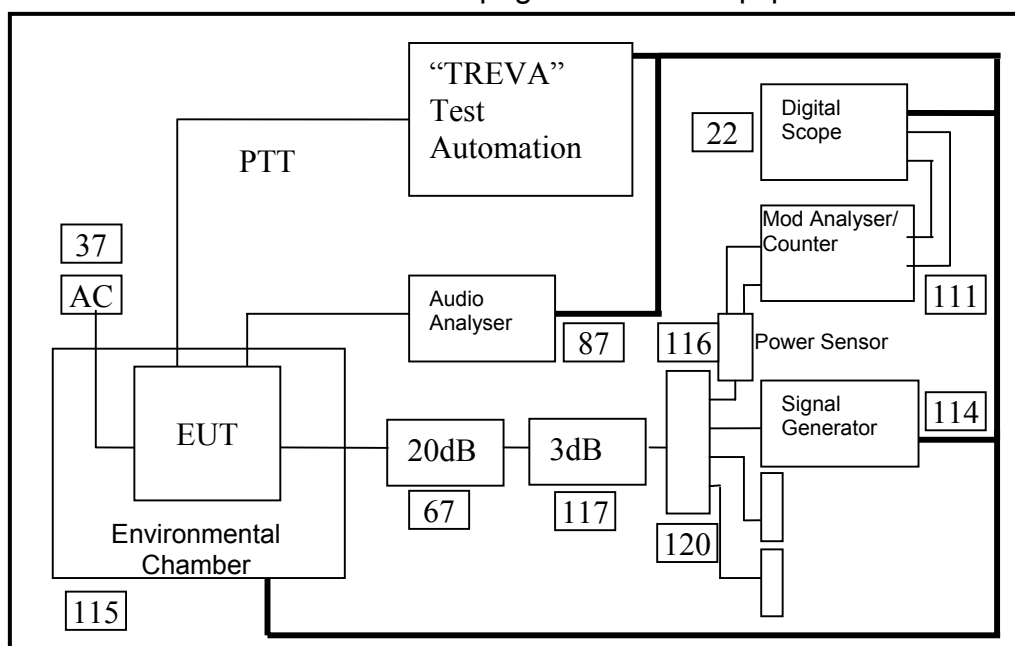 “TREVA”
Test
Automation
Digital
Scope
22
PTT
Mod Analyser/
Counter
37
AC
Audio
Analyser
111
87
116
Power Sensor
EUT
20dB
3dB
Signal
Generator
114
67
117
120
Environmental
Chamber
115